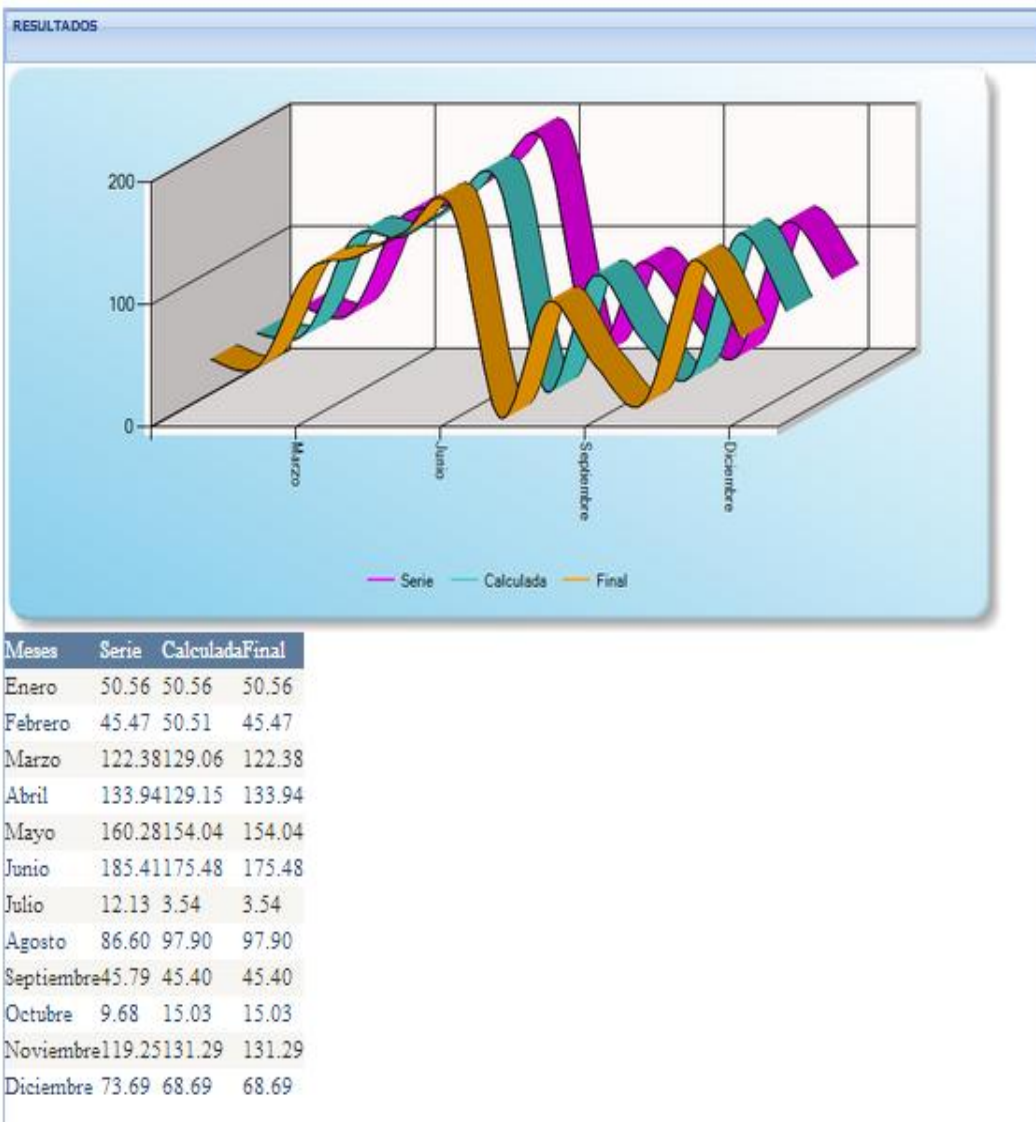 RESULTADOS
200
100
0
Marzo
Junio
Septiembre
Diciembre
Serie Calculada Final
Meses Serie Calculada Final
Enero 50.56 50.56 50.56
Febrero 45.47 50.51 45.47
Marzo 122.38 129.06 122.38
Abril 133.94 129.15 133.94
Mayo 160.28 154.04 154.04
Junio 185.41 175.48 175.48
Julio 12.13 3.54 3.54
Agosto 86.60 97.90 97.90
Septiembre 45.79 45.40 45.40
Octubre 9.68 15.03 15.03
Noviembre 119.25 131.29 131.29
Diciembre 73.69 68.69 68.69